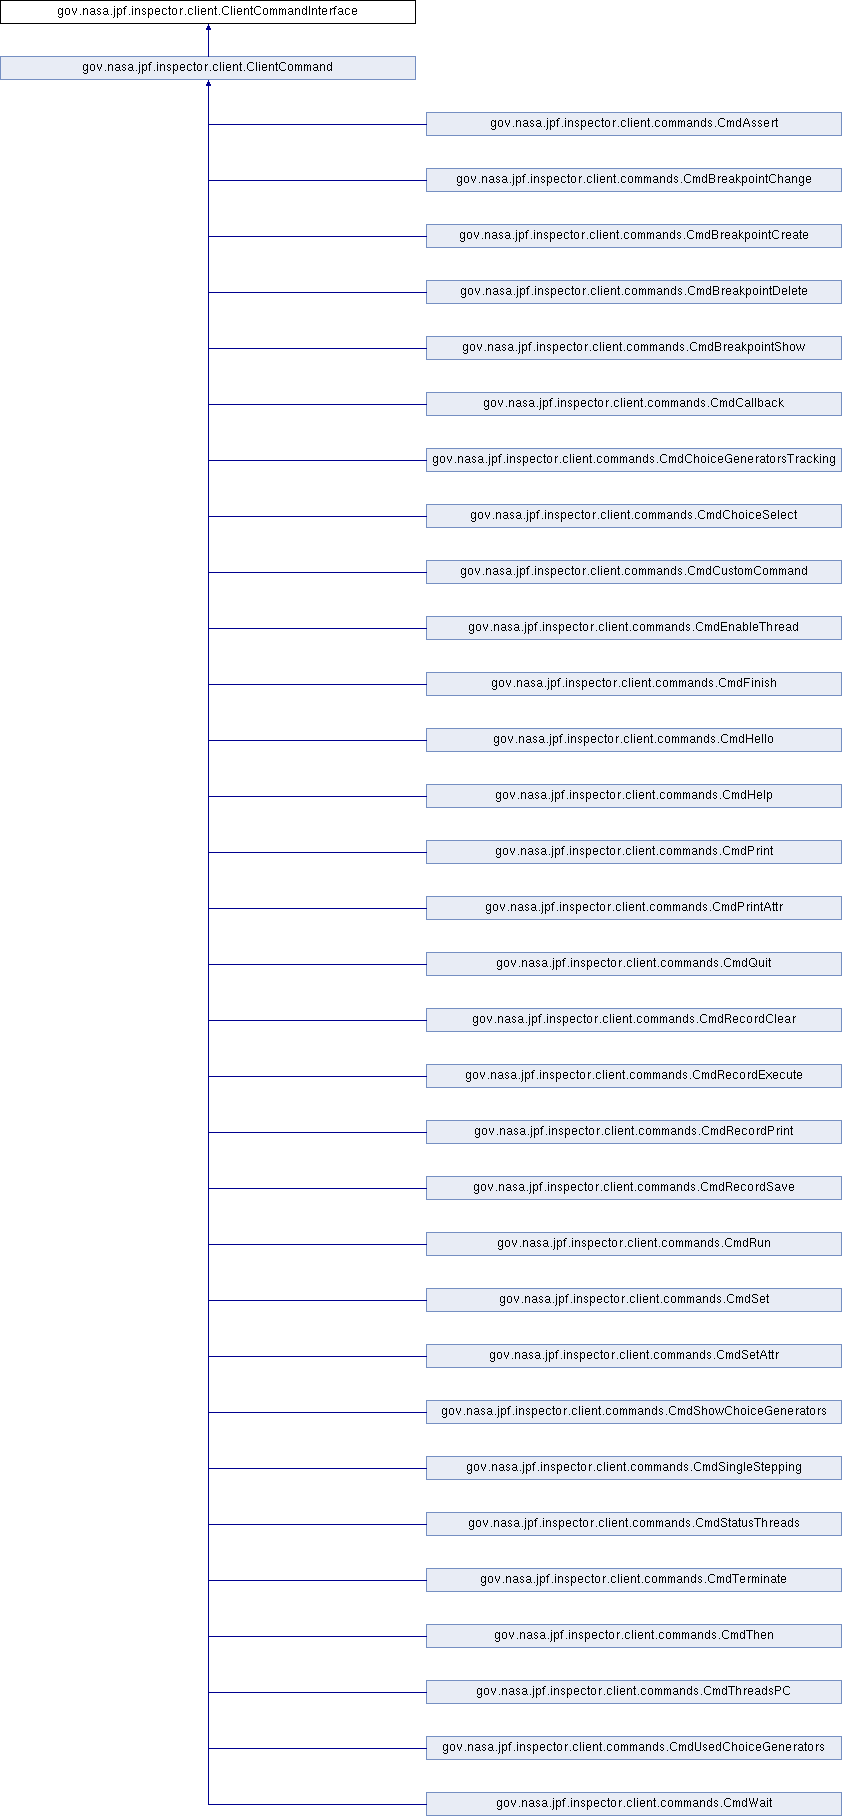 gov.nasa.jpf.inspector.client.ClientCommandInterface
gov.nasa.jpf.inspector.client.ClientCommand
gov.nasa.jpf.inspector.client.commands.CmdAssert
gov.nasa.jpf.inspector.client.commands.CmdBreakpointChange
gov.nasa.jpf.inspector.client.commands.CmdBreakpointCreate
gov.nasa.jpf.inspector.client.commands.CmdBreakpointDelete
gov.nasa.jpf.inspector.client.commands.CmdBreakpointShow
gov.nasa.jpf.inspector.client.commands.CmdCallback
gov.nasa.jpf.inspector.client.commands.CmdChoiceGeneratorsTracking
gov.nasa.jpf.inspector.client.commands.CmdChoiceSelect
gov.nasa.jpf.inspector.client.commands.CmdCustomCommand
gov.nasa.jpf.inspector.client.commands.CmdEnableThread
gov.nasa.jpf.inspector.client.commands.CmdFinish
gov.nasa.jpf.inspector.client.commands.CmdHello
gov.nasa.jpf.inspector.client.commands.CmdHelp
gov.nasa.jpf.inspector.client.commands.CmdPrint
gov.nasa.jpf.inspector.client.commands.CmdPrintAttr
gov.nasa.jpf.inspector.client.commands.CmdQuit
gov.nasa.jpf.inspector.client.commands.CmdRecordClear
gov.nasa.jpf.inspector.client.commands.CmdRecordExecute
gov.nasa.jpf.inspector.client.commands.CmdRecordPrint
gov.nasa.jpf.inspector.client.commands.CmdRecordSave
gov.nasa.jpf.inspector.client.commands.CmdRun
gov.nasa.jpf.inspector.client.commands.CmdSet
gov.nasa.jpf.inspector.client.commands.CmdSetAttr
gov.nasa.jpf.inspector.client.commands.CmdShowChoiceGenerators
gov.nasa.jpf.inspector.client.commands.CmdSingleStepping
gov.nasa.jpf.inspector.client.commands.CmdStatusThreads
gov.nasa.jpf.inspector.client.commands.CmdTerminate
gov.nasa.jpf.inspector.client.commands.CmdThen
gov.nasa.jpf.inspector.client.commands.CmdThreadsPC
gov.nasa.jpf.inspector.client.commands.CmdUsedChoiceGenerators
gov.nasa.jpf.inspector.client.commands.CmdWait